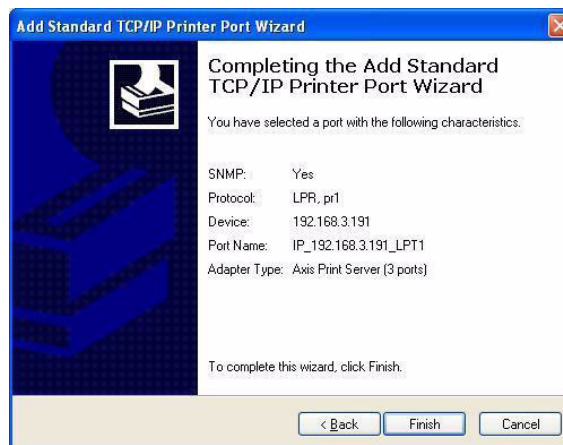 Add Standard TCP/IP Printer Port Wizard
Completing the Add Standard
TCP/IP Printer Port Wizard
You have selected a port with the following characteristics.
SNMP: Yes
Protocol: LPR, pr1
Device: 192.168.3.191
Port Name: IP_192.168.3.191_LPT1
Adapter Type: Axis Print Server (3 ports)
To complete this wizard, click Finish.
< Back Finish Cancel